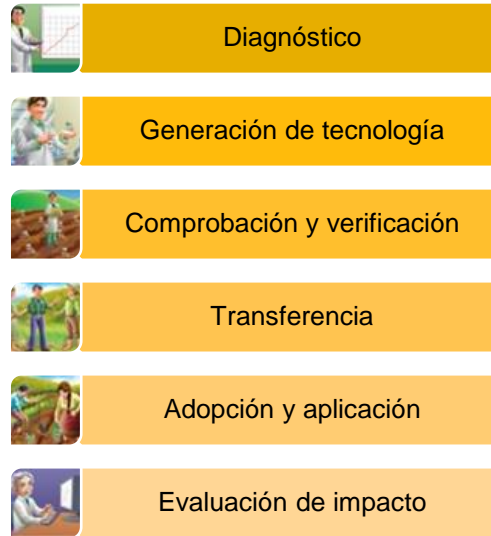 Diagnóstico
Generación de tecnología
Comprobación y verificación
Transferencia
Adopción y aplicación
Evaluación de impacto